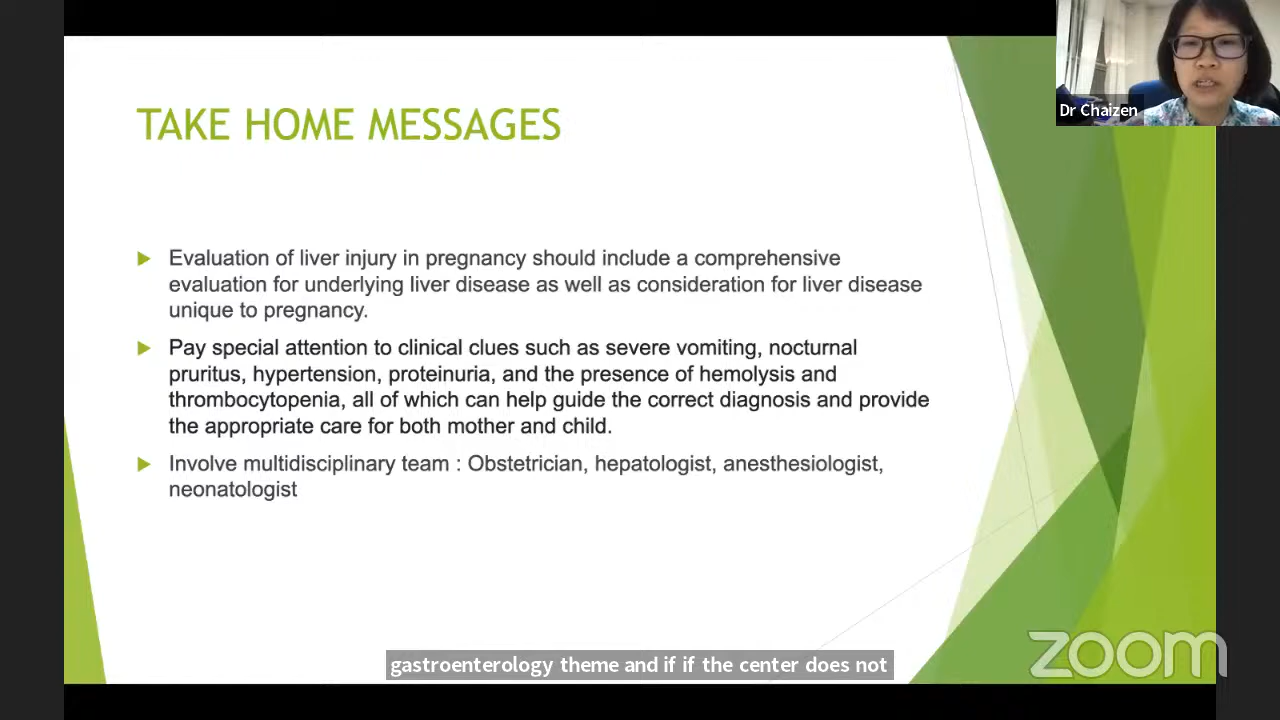 TAKE HOME MESSAGES
Evaluation of liver injury in pregnancy should include a comprehensive
evaluation for underlying liver disease as well as consideration for liver disease
unique to pregnancy.
Pay special attention to clinical clues such as severe vomiting, nocturnal
pruritus, hypertension, proteinuria, and the presence of hemolysis and
thrombocytopenia, all of which can help guide the correct diagnosis and provide
the appropriate care for both mother and child.
Involve multidisciplinary team : Obstetrician, hepatologist, anesthesiologist,
neonatologist
Dr Chaizen
zoom
gastroenterology theme and if if the center does not